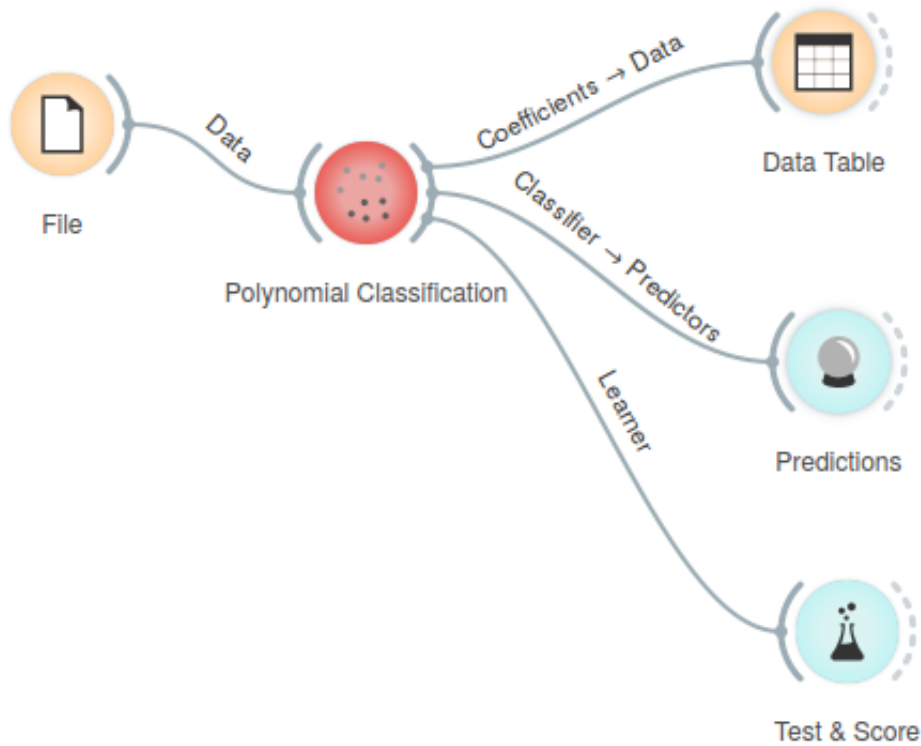 File
Data
Polynomial Classification
Coefficients → Data
Data Table
Classifier → Predictors
Predictions
Learner
Test & Score